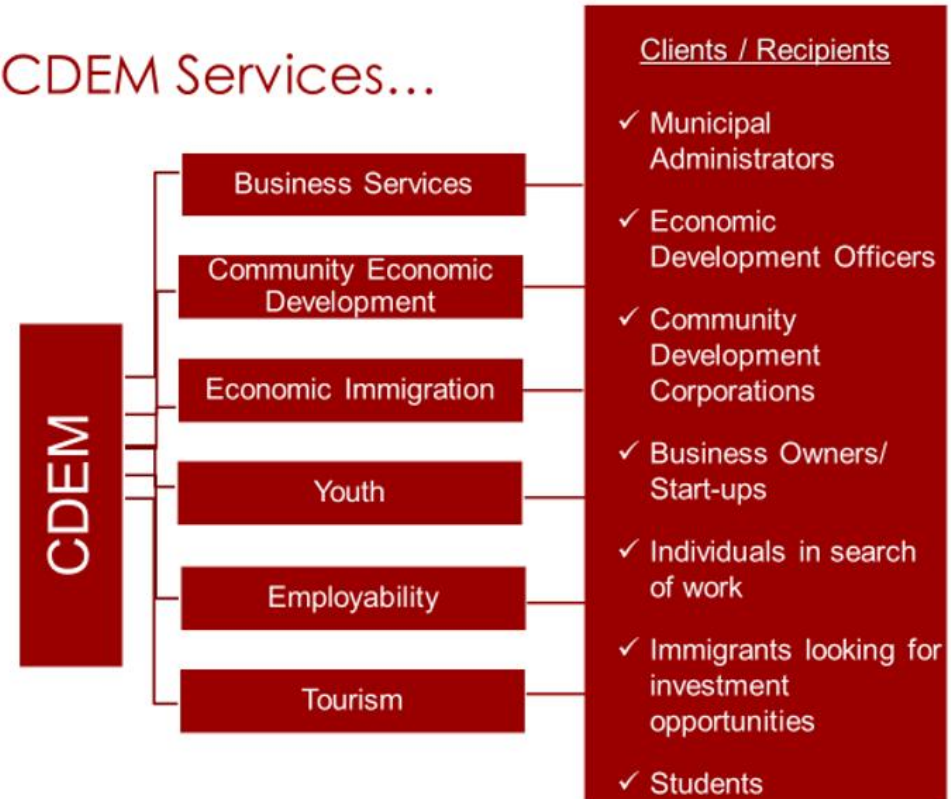 CDEM Services...
CDEM
Business Services
Community Economic
Development
Economic Immigration
Youth
Employability
Tourism
Clients / Recipients
✓ Municipal
Administrators
✓ Economic
Development Officers
✓ Community
Development
Corporations
✓ Business Owners/
Start-ups
✓ Individuals in search
of work
✓ Immigrants looking for
investment
opportunities
✓ Students